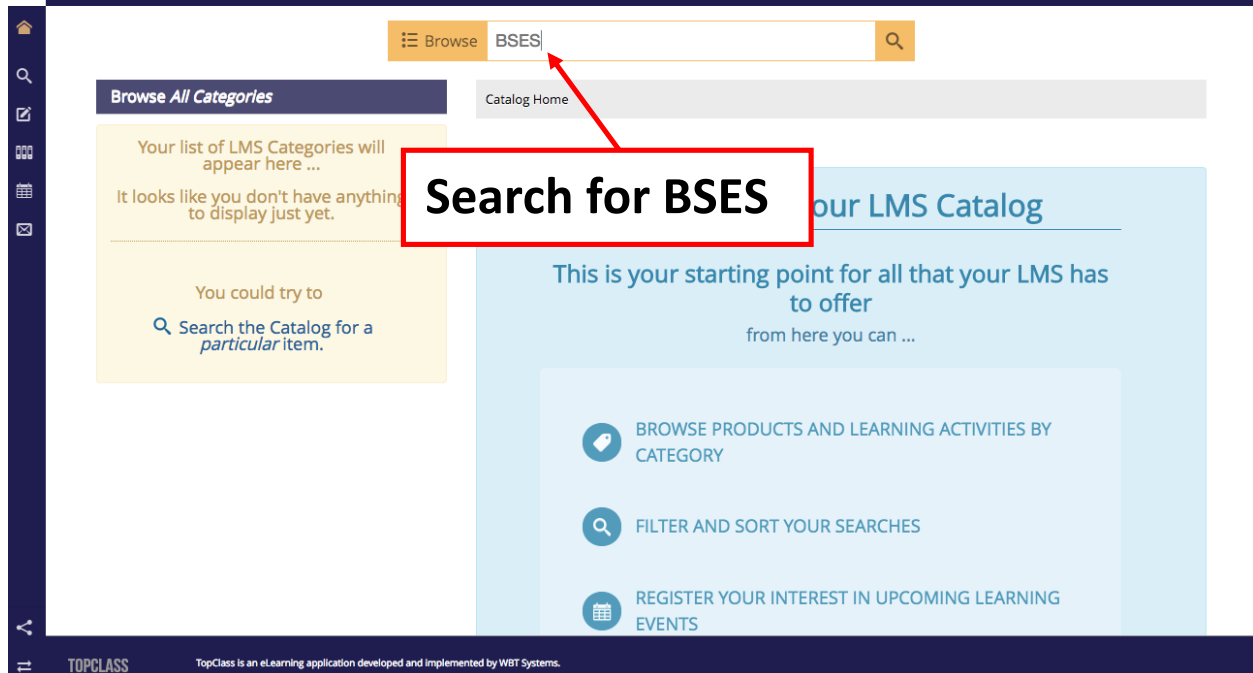 Browse BSES
Browse All Categories
Catalog Home
Your list of LMS Categories will
appear here ...
It looks like you don't have anything
to display just yet.
You could try to
Search the Catalog for a
particular item.
Search for BSES
our LMS Catalog
This is your starting point for all that your LMS has
to offer
from here you can ...
BROWSE PRODUCTS AND LEARNING ACTIVITIES BY
CATEGORY
FILTER AND SORT YOUR SEARCHES
REGISTER YOUR INTEREST IN UPCOMING LEARNING
EVENTS
TOPCLASS TopClass is an eLearning application developed and implemented by WBT Systems.